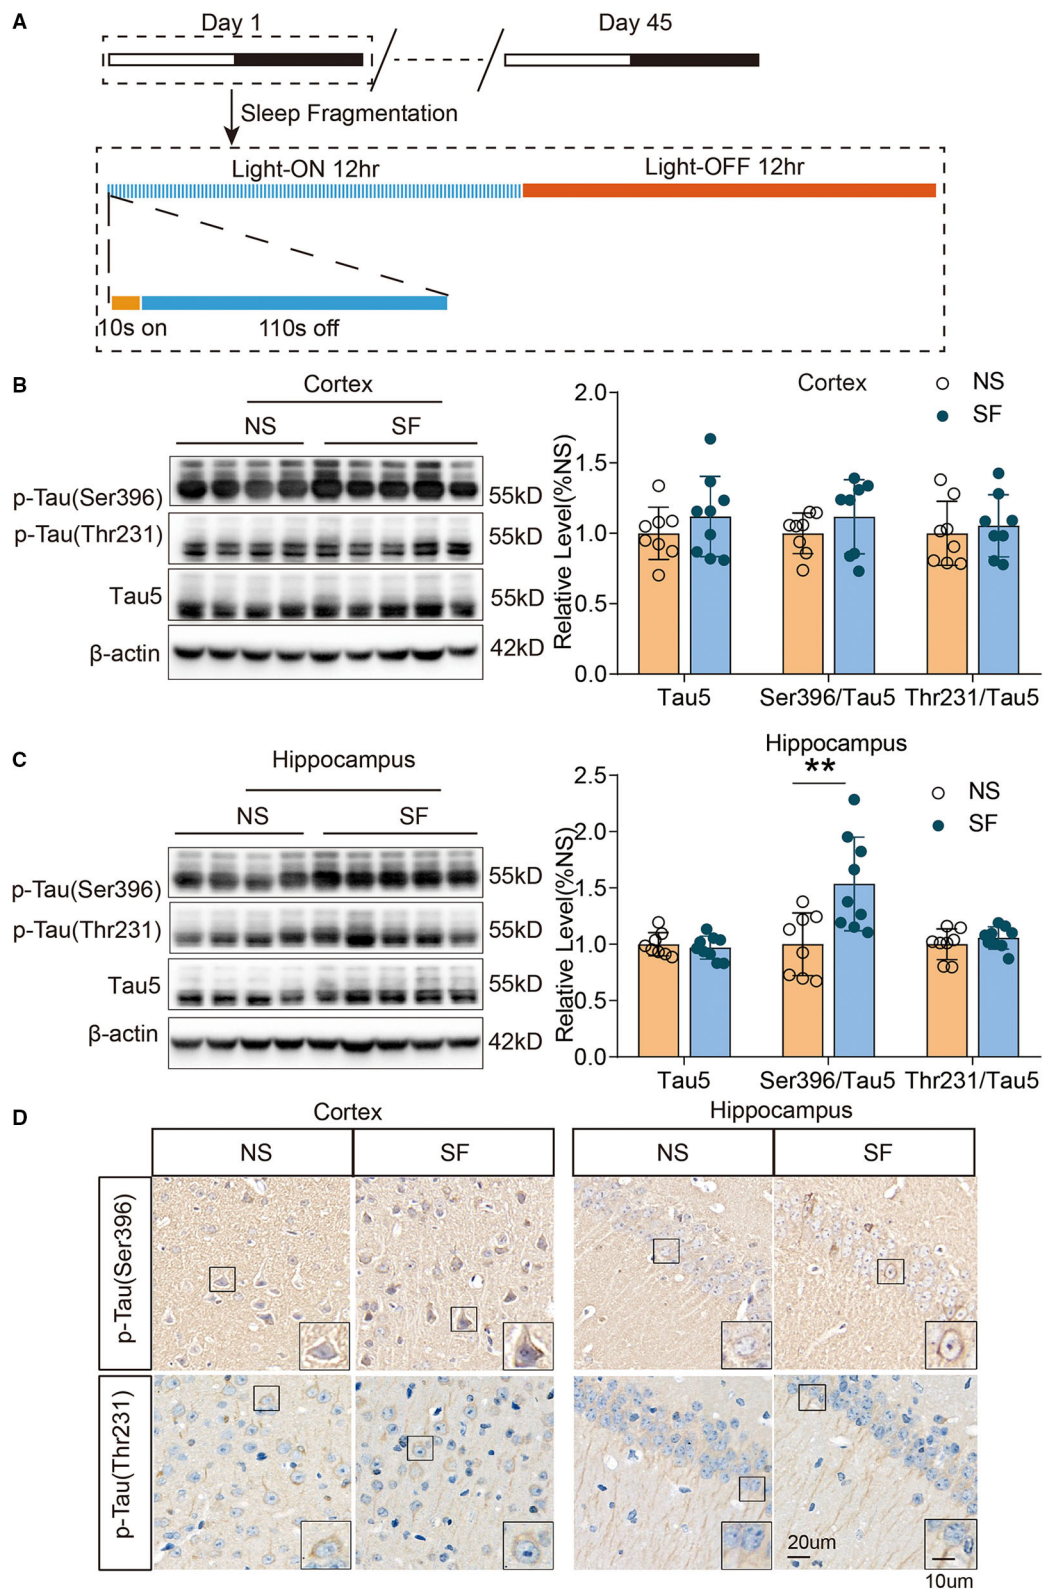 A
Day 1
Day 45
Sleep Fragmentation
Light-ON 12hr
Light-OFF 12hr
10s on
110s off
B
Cortex
NS
SF
p-Tau(Ser396)
55kD
p-Tau(Thr231)
55kD
Tau5
55kD
β-actin
42kD
Cortex
NS
SF
Relative Level(%NS)
2.0
1.5
1.0
0.5
0.0
Tau5
Ser396/Tau5
Thr231/Tau5
C
Hippocampus
NS
SF
p-Tau(Ser396)
55kD
p-Tau(Thr231)
55kD
Tau5
55kD
β-actin
42kD
Hippocampus
**
NS
SF
Relative Level(%NS)
2.5
2.0
1.5
1.0
0.5
0.0
Tau5
Ser396/Tau5
Thr231/Tau5
D
Cortex
Hippocampus
NS
SF
NS
SF
p-Tau(Ser396)
p-Tau(Thr231)
20um
10um